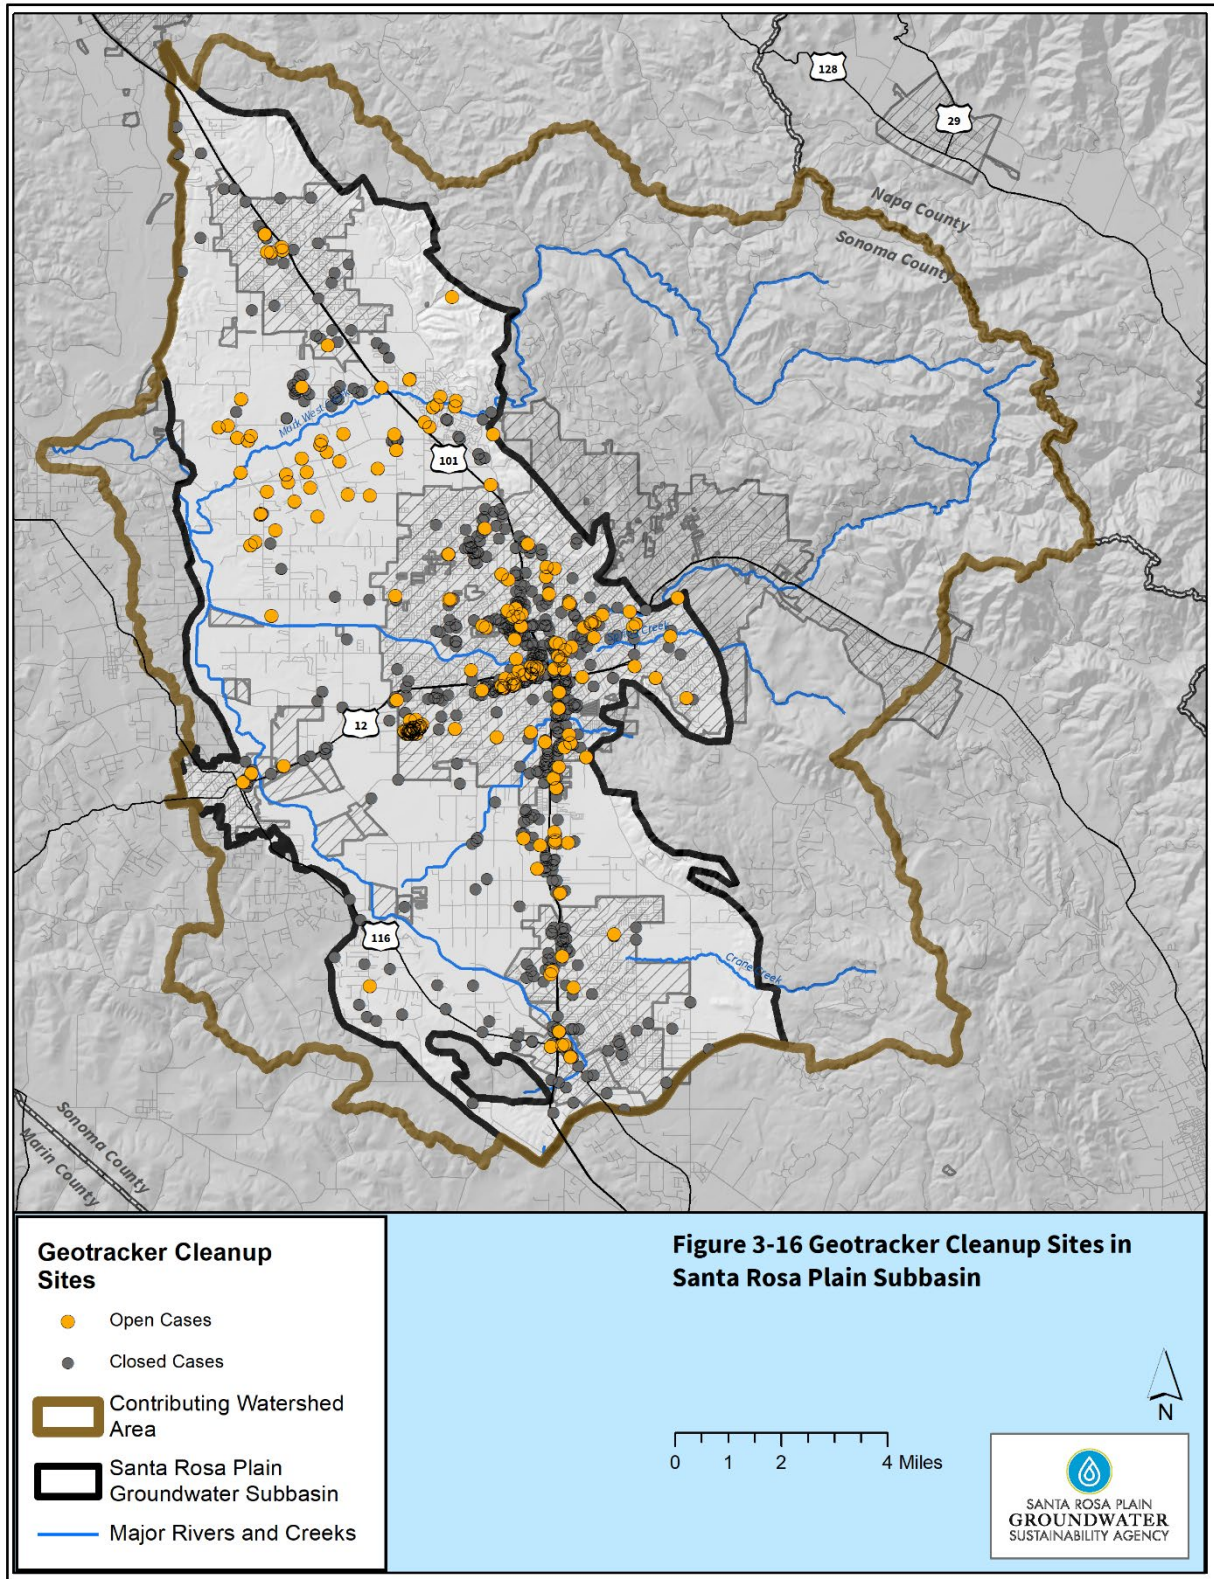 128
29
Napa County
Sonoma County
Mark West Creek
101
Creek
12
116
Crane Creek
Sonoma County
Marin County
Geotracker Cleanup
Sites
Open Cases
Closed Cases
Contributing Watershed
Area
Santa Rosa Plain
Groundwater Subbasin
Major Rivers and Creeks
Figure 3-16 Geotracker Cleanup Sites in
Santa Rosa Plain Subbasin
N
0 1 2 4 Miles
SANTA ROSA PLAIN
GROUNDWATER
SUSTAINABILITY AGENCY